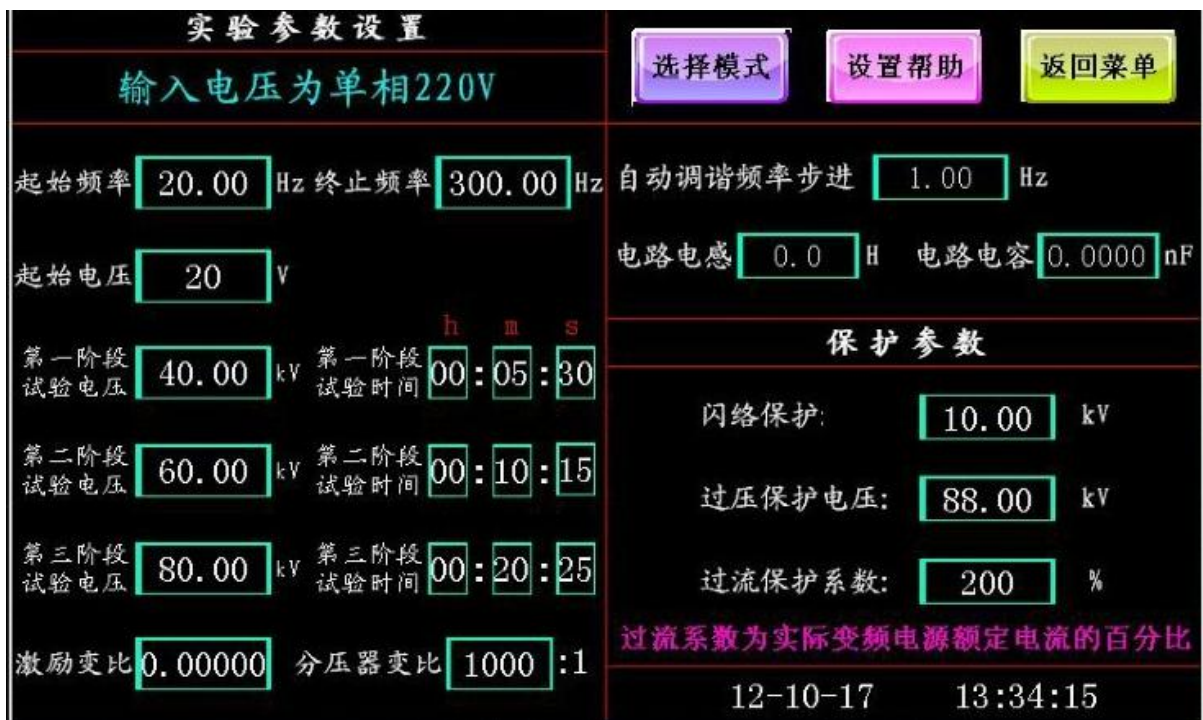 实验参数设置
输入电压为单相220V
选择模式 设置帮助 返回菜单
起始频率 20.00 Hz 终止频率 300.00 Hz
自动调谐频率步进 1.00 Hz
起始电压 20 V
电路电感 0.0 H 电路电容 0.0000 nF
h m s
第一阶段试验电压 40.00 kV 第一阶段试验时间 00:05:30
第二阶段试验电压 60.00 kV 第二阶段试验时间 00:10:15
第三阶段试验电压 80.00 kV 第三阶段试验时间 00:20:25
激励变比 0.00000 分压器变比 1000 :1
保护参数
闪络保护: 10.00 kV
过压保护电压: 88.00 kV
过流保护系数: 200 %
过流系数为实际变频电源额定电流的百分比
12-10-17 13:34:15